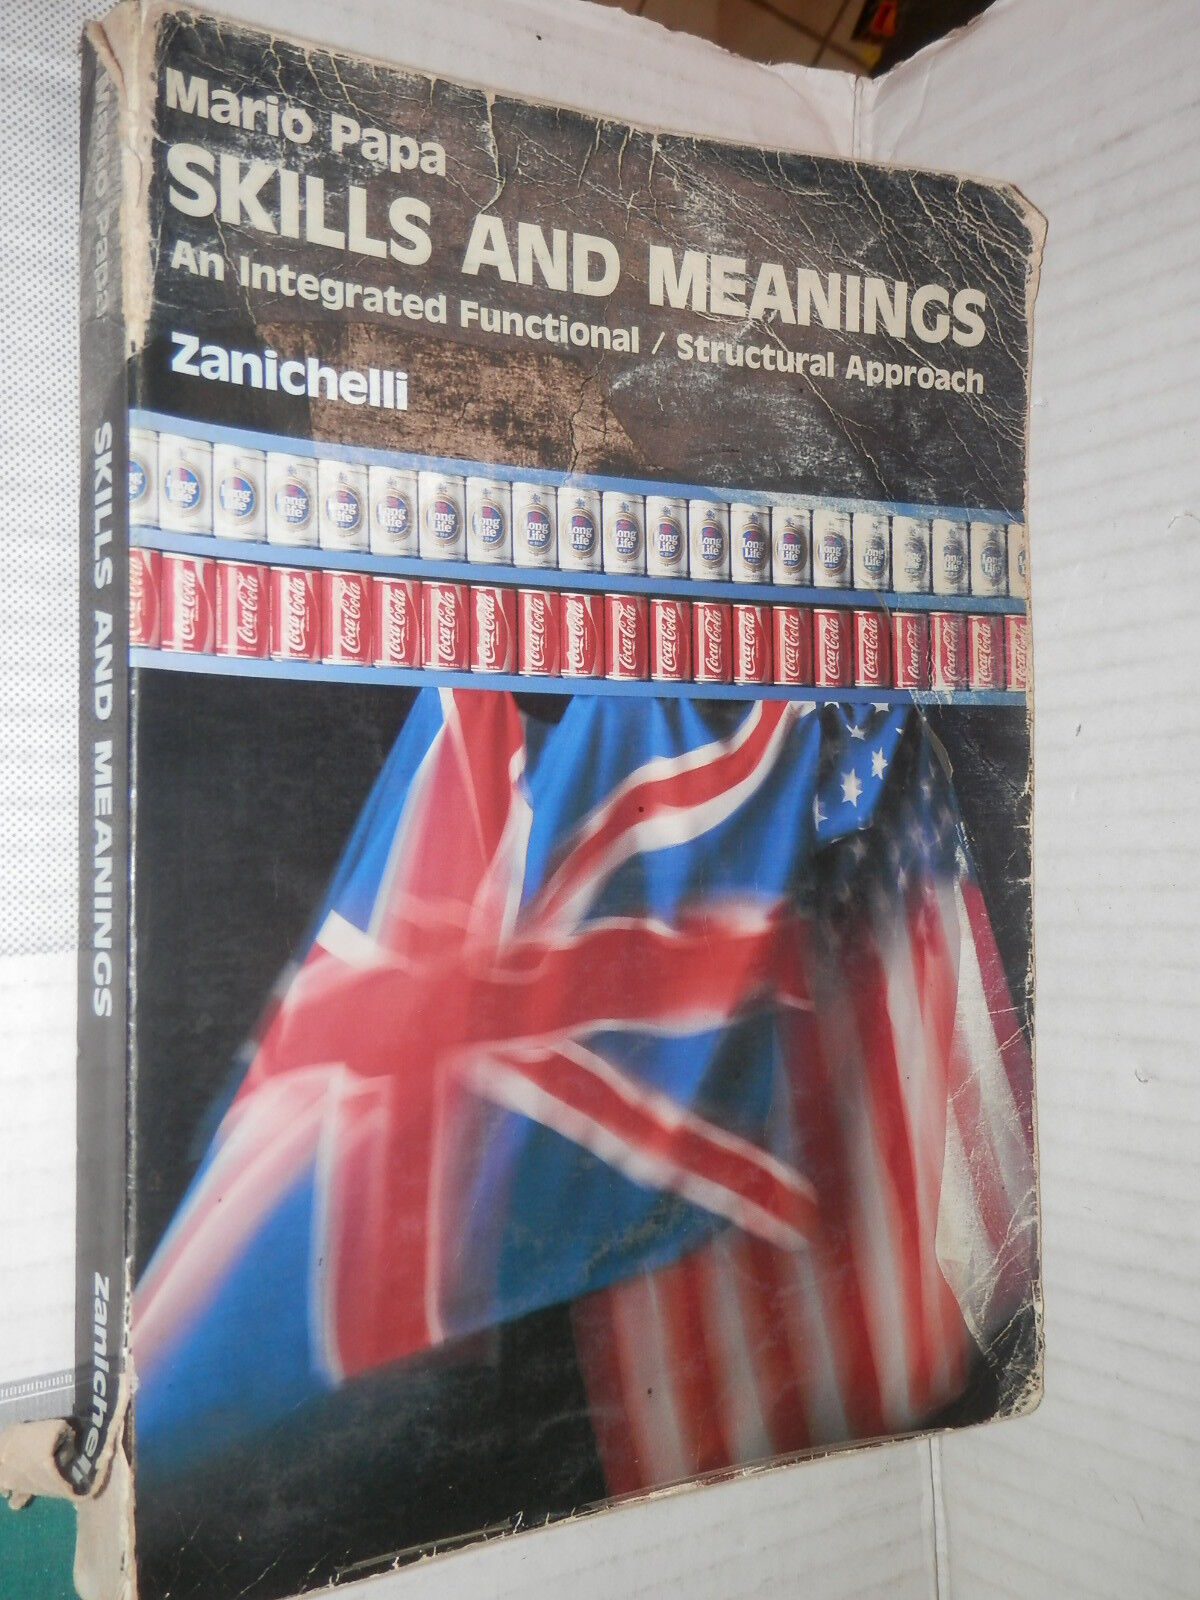 Mario Papa
SKILLS AND MEANINGS
An Integrated Functional / Structural Approach
Zanichelli
Long Life
Coca-Cola
Mario Papa
SKILLS AND MEANINGS
Zanichelli